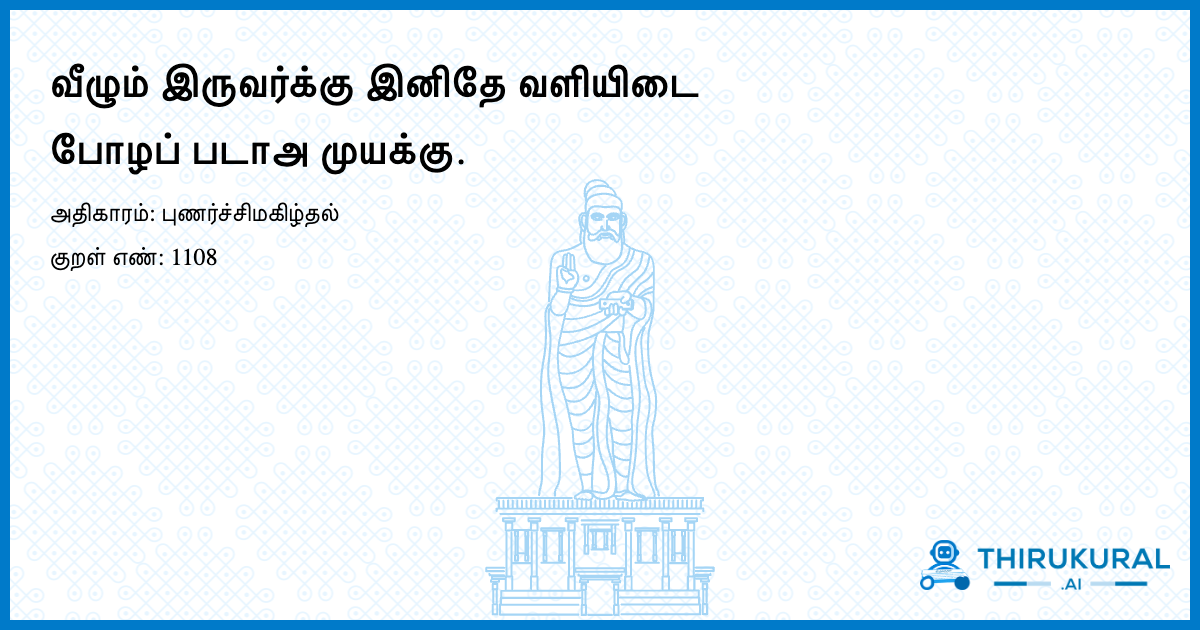 வீழும் இருவர்க்கு இனிதே வளியிடை
போழப் படாஅ முயக்கு.
அதிகாரம்: புணர்ச்சிமகிழ்தல்
குறள் எண்: 1108
THIRUKURAL
.AI